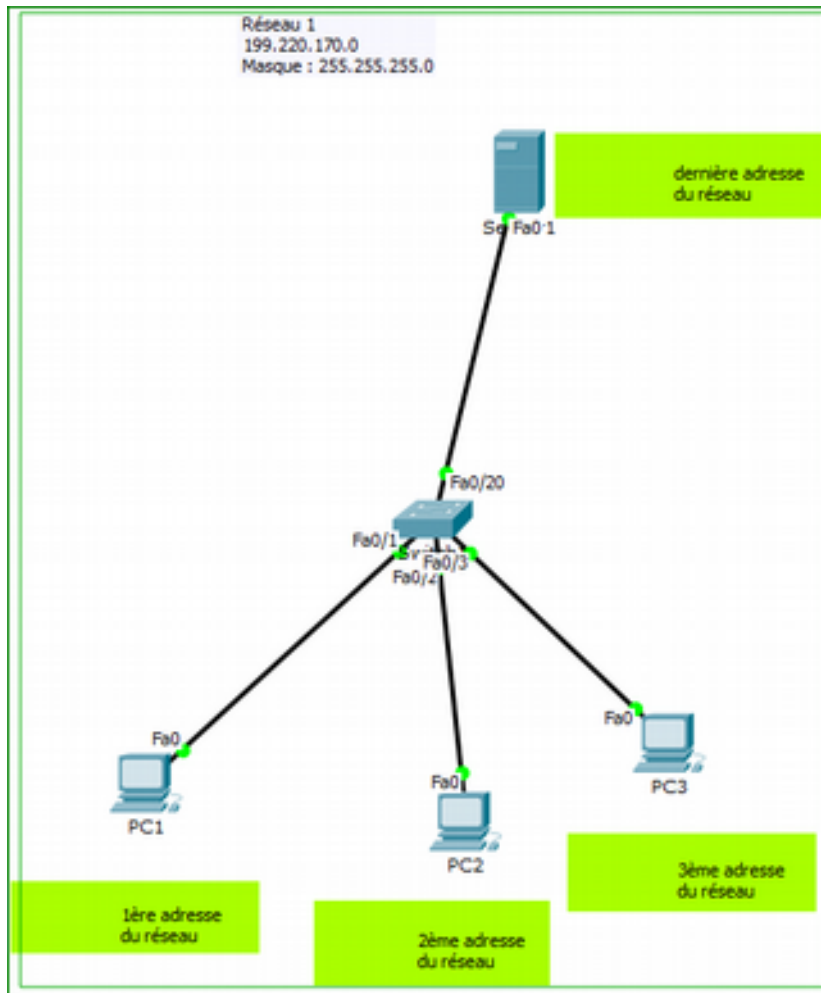 Réseau 1
199.220.170.0
Masque : 255.255.255.0
dernière adresse
du réseau
Fa0
Fa0/20
Fa0/1
Fa0/3
Fa0/2
Fa0
Fa0
Fa0
PC1
PC2
PC3
1ère adresse
du réseau
2ème adresse
du réseau
3ème adresse
du réseau